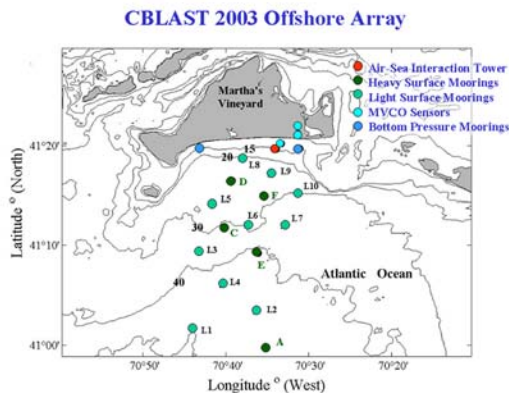 CBLAST 2003 Offshore Array
Martha's
Vineyard
Air-Sea Interaction Tower
Heavy Surface Moorings
Light Surface Moorings
MVCO Sensors
Bottom Pressure Moorings
41°20'
15
20
L8
L9
D
F
L10
L5
41°10'
30
C
L6
L7
L3
E
40
L4
Atlantic Ocean
L2
L1
A
41°00'
70°50'
70°40'
70°30'
70°20'
Latitude ° (North)
Longitude ° (West)